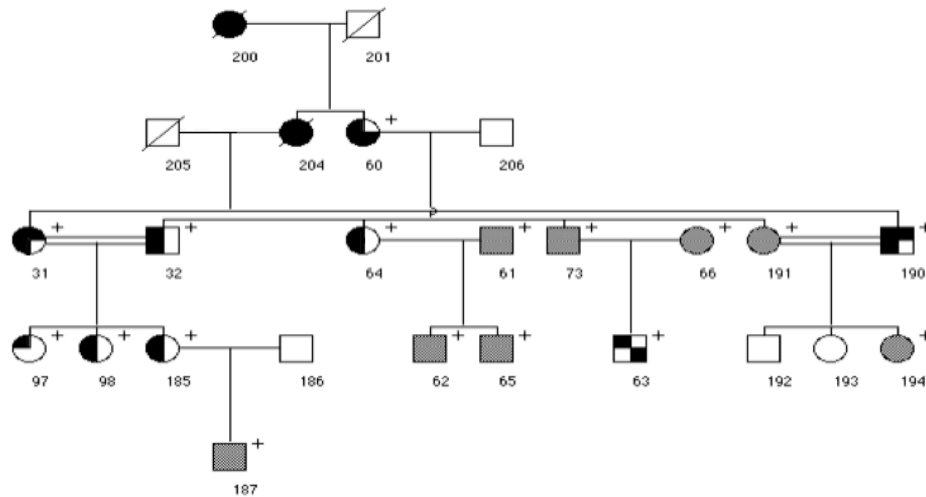 200 201
+
205 204 60 206
+ + + + + + + +
31 32 64 61 73 66 191 190
+ + + + + + +
97 98 185 186 62 65 63 192 193 194
+
187